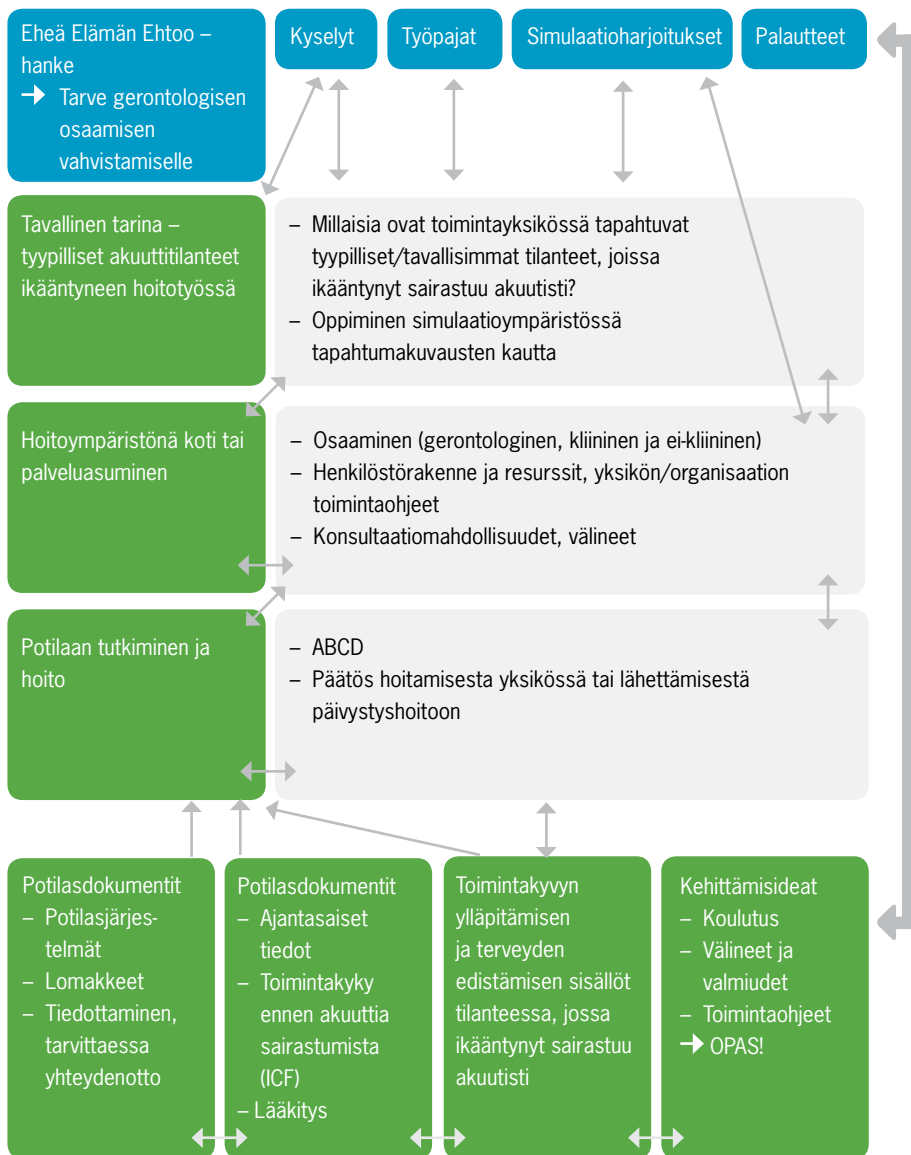 Eheä Elämän Ehtoo –
hanke
→ Tarve gerontologisen
osaamisen
vahvistamiselle
Kyselyt
Työpajat
Simulaatioharjoitukset
Palautteet
Tavallinen tarina –
tyypilliset akuuttitilanteet
ikääntyneen hoitotyössä
– Millaisia ovat toimintayksikössä tapahtuvat
tyypilliset/tavallisimmat tilanteet, joissa
ikääntynyt sairastuu akuutisti?
– Oppiminen simulaatioympäristössä
tapahtumakuvausten kautta
Hoitoympäristönä koti tai
palveluasuminen
– Osaaminen (gerontologinen, kliininen ja ei-kliininen)
– Henkilöstörakenne ja resurssit, yksikön/organisaation
toimintaohjeet
– Konsultaatiomahdollisuudet, välineet
Potilaan tutkiminen ja
hoito
– ABCD
– Päätös hoitamisesta yksikössä tai lähettämisestä
päivystyshoitoon
Potilasdokumentit
– Potilasjärjes-
telmät
– Lomakkeet
– Tiedottaminen,
tarvittaessa
yhteydenotto
Potilasdokumentit
– Ajantasaiset
tiedot
– Toimintakyky
ennen akuuttia
sairastumista
(ICF)
– Lääkitys
Toimintakyvyn
ylläpitämisen
ja terveyden
edistämisen sisällöt
tilanteessa, jossa
ikääntynyt sairastuu
akuutisti
Kehittämisideat
– Koulutus
– Välineet ja
valmiudet
– Toimintaohjeet
→ OPAS!